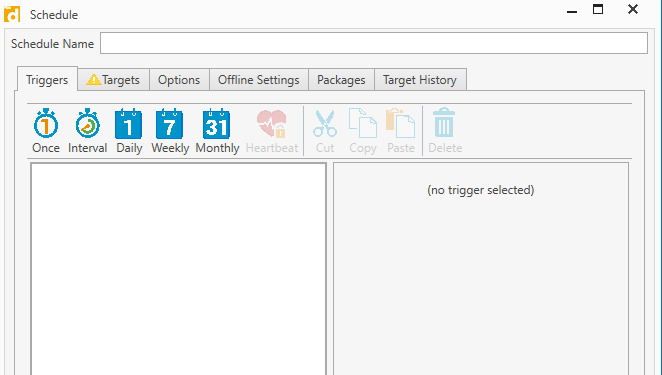 Schedule
Schedule Name
Triggers Targets Options Offline Settings Packages Target History
1 1 7 31
Once Interval Daily Weekly Monthly Heartbeat Cut Copy Paste Delete
(no trigger selected)